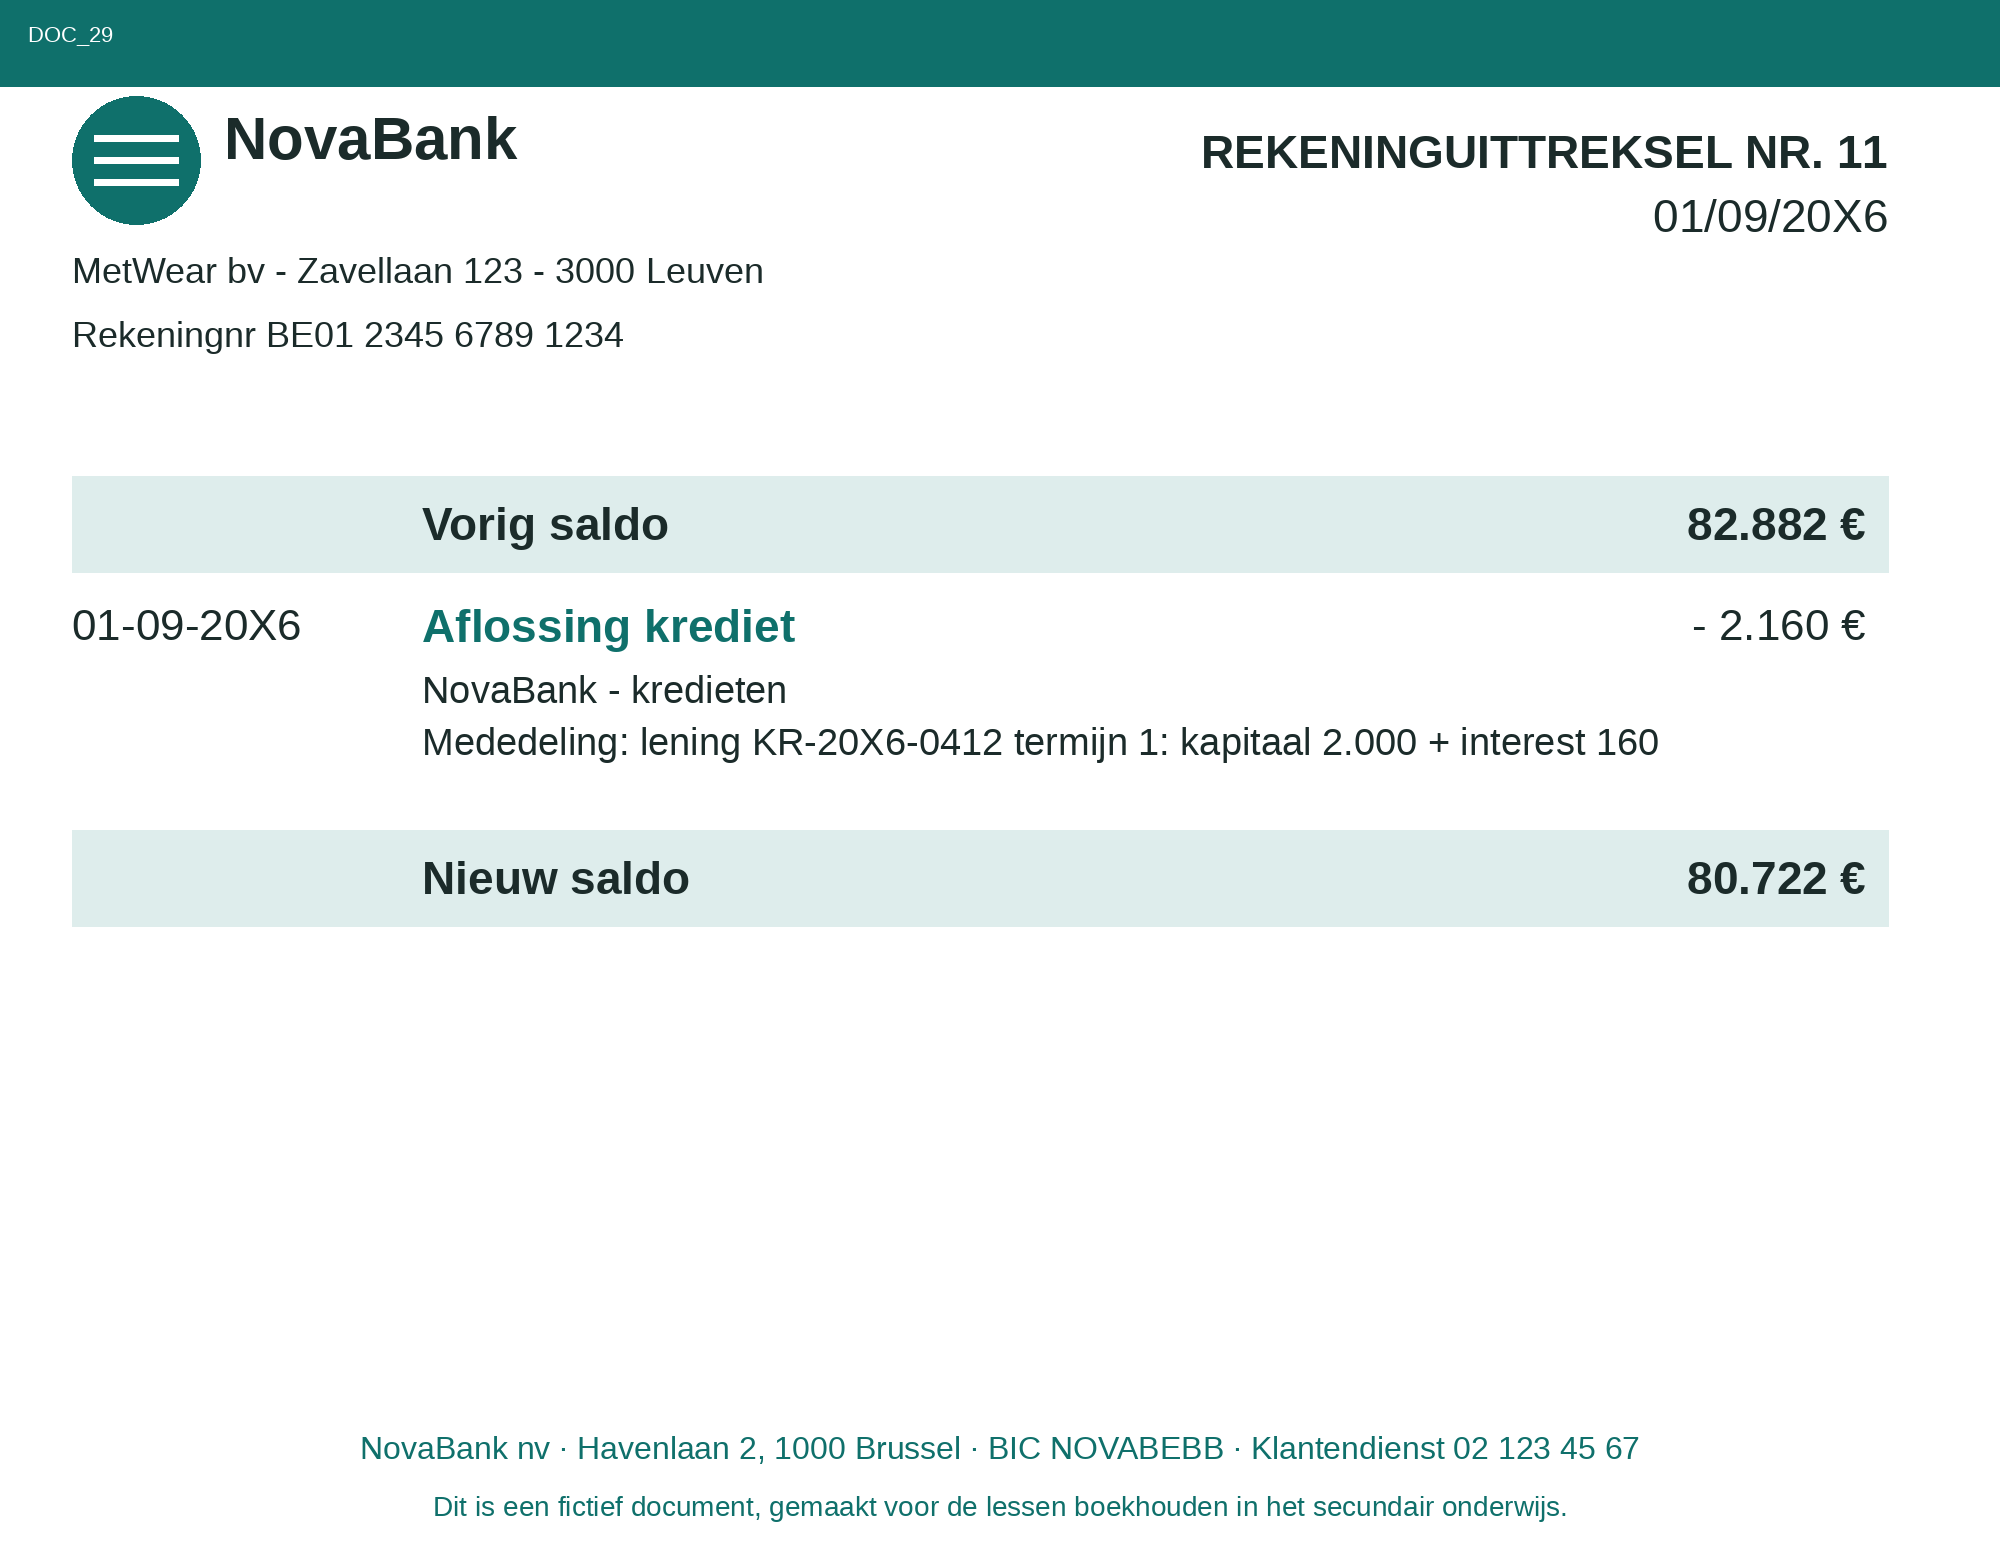 DOC_29
NovaBank
REKENINGUITTREKSEL NR. 11
01/09/20X6
MetWear bv - Zavellaan 123 - 3000 Leuven
Rekeningnr BE01 2345 6789 1234
Vorig saldo 82.882 €
01-09-20X6 Aflossing krediet - 2.160 €
NovaBank - kredieten
Mededeling: lening KR-20X6-0412 termijn 1: kapitaal 2.000 + interest 160
Nieuw saldo 80.722 €
NovaBank nv · Havenlaan 2, 1000 Brussel · BIC NOVABEBB · Klantendienst 02 123 45 67
Dit is een fictief document, gemaakt voor de lessen boekhouden in het secundair onderwijs.